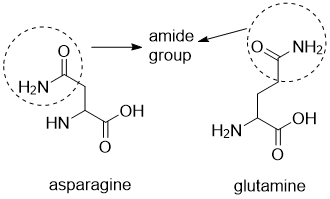 O
amide
group
O
NH₂
H₂N
HN
OH
O
H₂N
OH
O
asparagine
glutamine